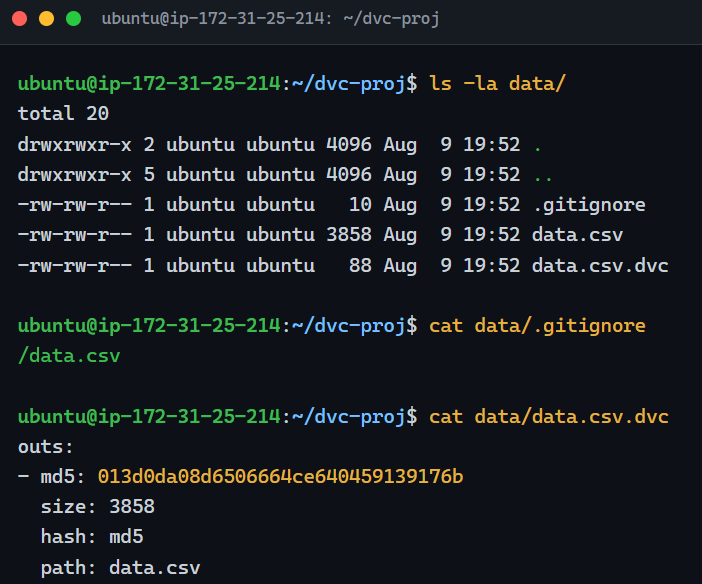 ubuntu@ip-172-31-25-214: ~/dvc-proj
ubuntu@ip-172-31-25-214:~/dvc-proj$ ls -la data/
total 20
drwxrwxr-x 2 ubuntu ubuntu 4096 Aug  9 19:52 .
drwxrwxr-x 5 ubuntu ubuntu 4096 Aug  9 19:52 ..
-rw-rw-r-- 1 ubuntu ubuntu   10 Aug  9 19:52 .gitignore
-rw-rw-r-- 1 ubuntu ubuntu 3858 Aug  9 19:52 data.csv
-rw-rw-r-- 1 ubuntu ubuntu   88 Aug  9 19:52 data.csv.dvc
ubuntu@ip-172-31-25-214:~/dvc-proj$ cat data/.gitignore
/data.csv
ubuntu@ip-172-31-25-214:~/dvc-proj$ cat data/data.csv.dvc
outs:
- md5: 013d0da08d6506664ce640459139176b
  size: 3858
  hash: md5
  path: data.csv